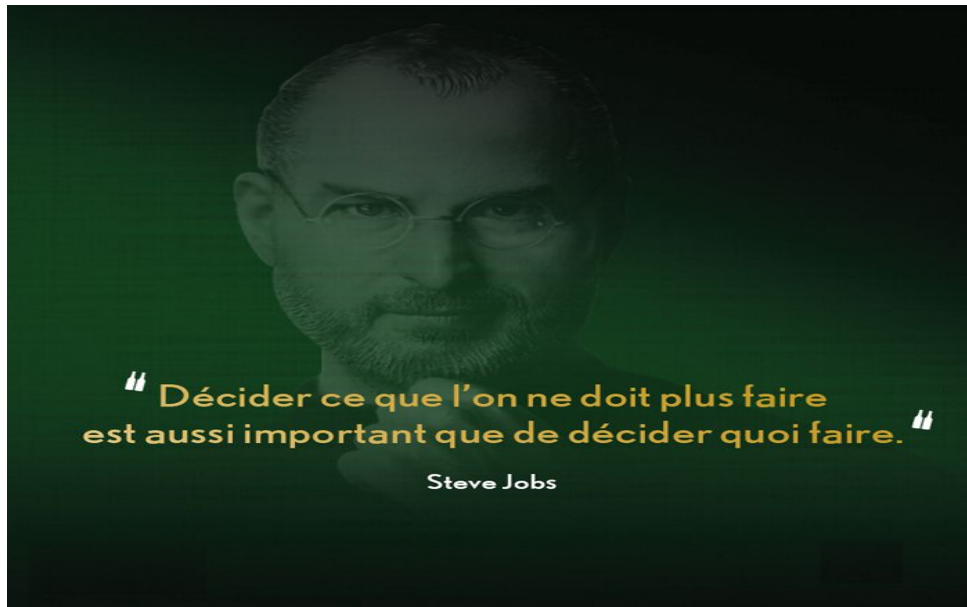 “ Décider ce que l’on ne doit plus faire
est aussi important que de décider quoi faire. “
Steve Jobs